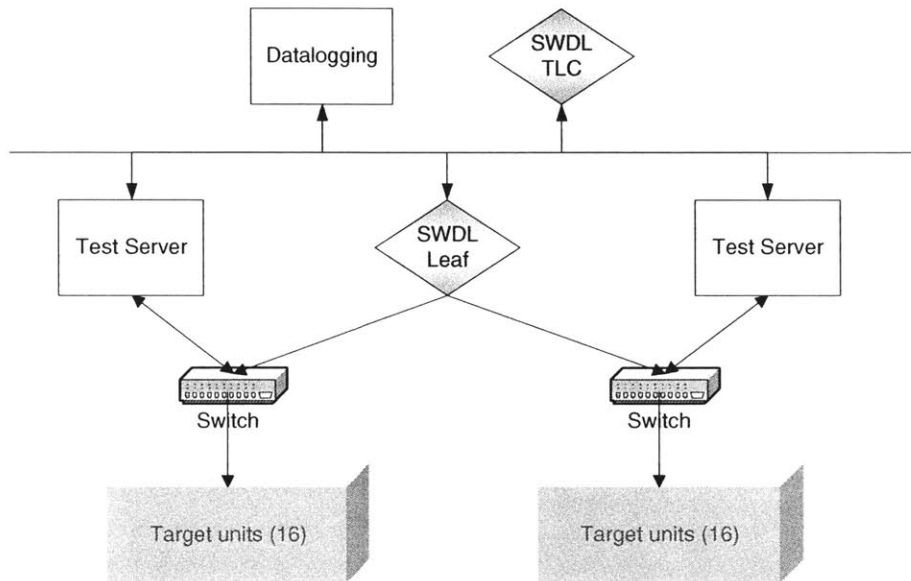 Datalogging
SWDL
TLC
Test Server
SWDL
Leaf
Test Server
Switch
Switch
Target units (16)
Target units (16)